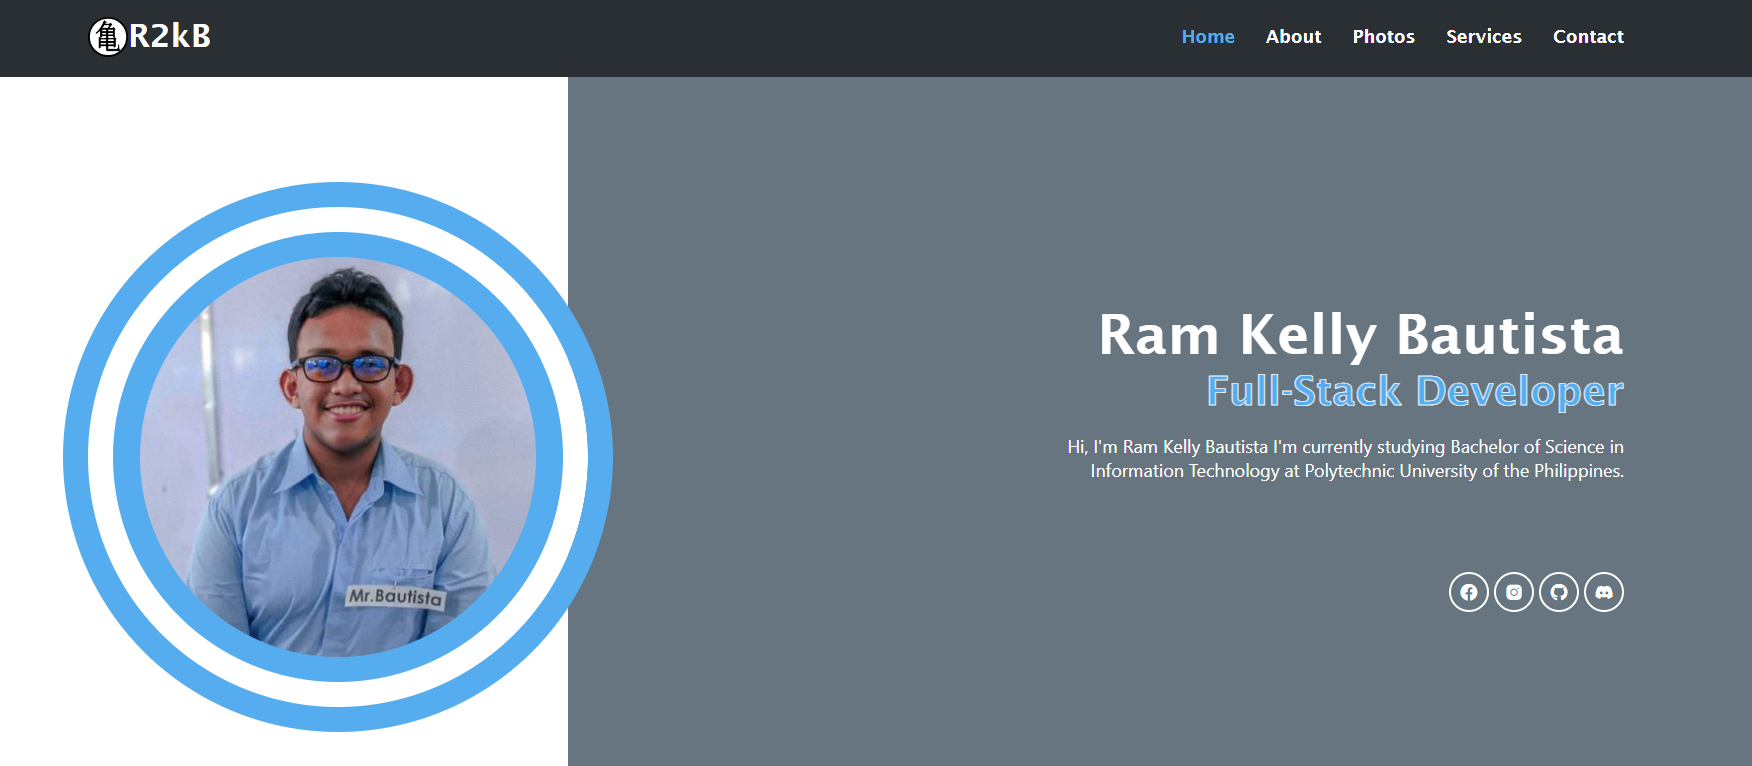 亀 R2kB
Home About Photos Services Contact
Ram Kelly Bautista
Full-Stack Developer
Hi, I'm Ram Kelly Bautista I'm currently studying Bachelor of Science in
Information Technology at Polytechnic University of the Philippines.
Mr.Bautista